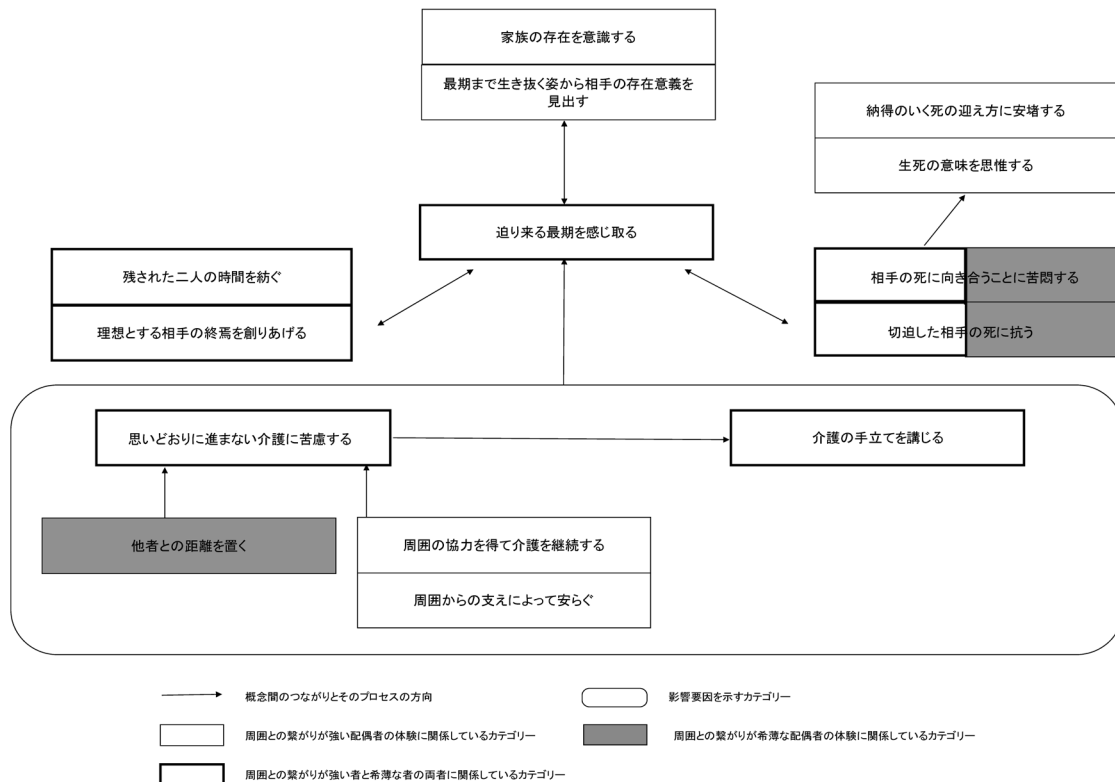 家族の存在を意識する
最期まで生き抜く姿から相手の存在意義を
見出す
納得のいく死の迎え方に安堵する
生死の意味を思惟する
迫り来る最期を感じ取る
残された二人の時間を紡ぐ
理想とする相手の終焉を創りあげる
相手の死に向き合うことに苦悶する
切迫した相手の死に抗う
思いどおりに進まない介護に苦慮する
介護の手立てを講じる
他者との距離を置く
周囲の協力を得て介護を継続する
周囲からの支えによって安らぐ
概念間のつながりとそのプロセスの方向
影響要因を示すカテゴリー
周囲との繋がりが強い配偶者の体験に関係しているカテゴリー
周囲との繋がりが希薄な配偶者の体験に関係しているカテゴリー
周囲との繋がりが強い者と希薄な者の両者に関係しているカテゴリー